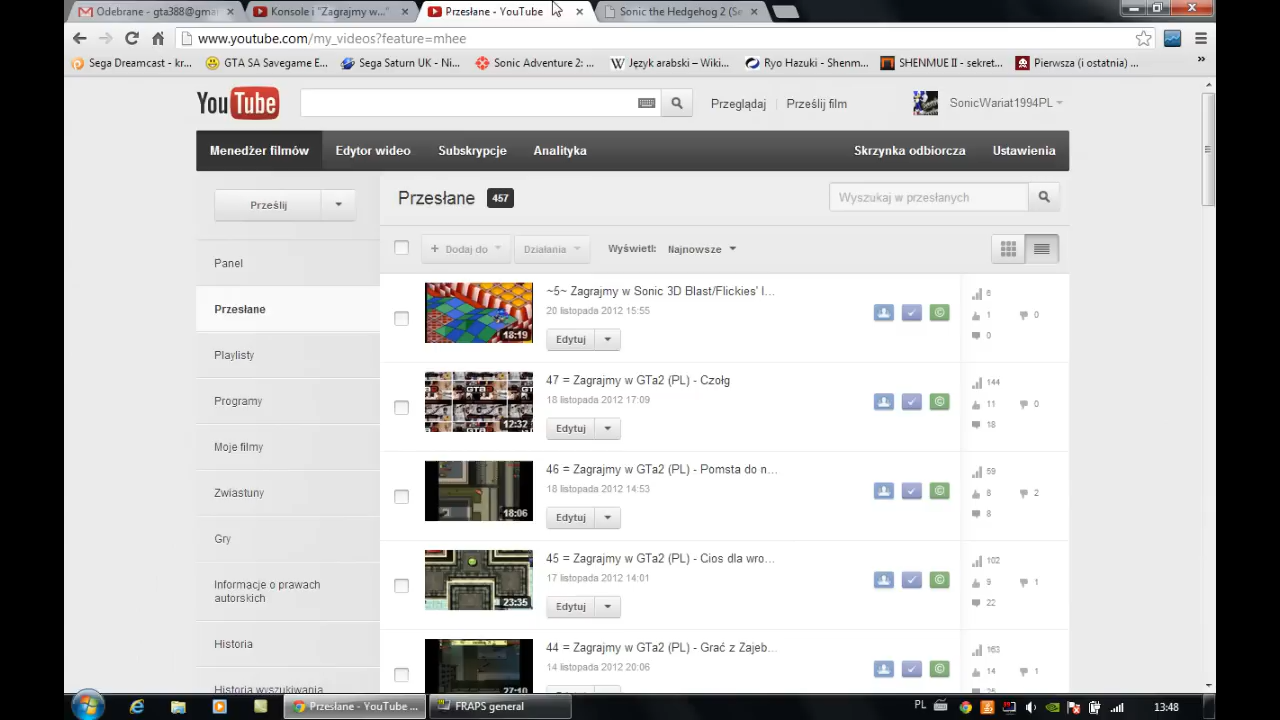 Odebrane - gta388@gma
Konsole i "Zagrajmy w..."
Przesłane - YouTube
Sonic the Hedgehog 2 (Se
www.youtube.com/my_videos?feature=mhee
Sega Dreamcast - kr...
GTA SA Savegame E...
Sega Saturn UK - Ni...
Sonic Adventure 2: ...
Język arabski – Wiki...
Ryo Hazuki - Shenm...
SHENMUE II - sekret...
Pierwsza (i ostatnia) ...
YouTube
Przeglądaj
Prześlij film
SonicWariat1994PL
Menedżer filmów
Edytor wideo
Subskrypcje
Analityka
Skrzynka odbiorcza
Ustawienia
Prześlij
Przesłane 457
Wyszukaj w przesłanych
+ Dodaj do
Działania
Wyświetl:
Najnowsze
Panel
Przesłane
Playlisty
Programy
Moje filmy
Zwiastuny
Gry
Informacje o prawach
autorskich
Historia
Historia wyszukiwania
18:19
~5~ Zagrajmy w Sonic 3D Blast/Flickies' I...
20 listopada 2012 15:55
Edytuj
6
1
0
0
12:32
47 = Zagrajmy w GTa2 (PL) - Czołg
18 listopada 2012 17:09
Edytuj
144
11
0
18
18:06
46 = Zagrajmy w GTa2 (PL) - Pomsta do n...
18 listopada 2012 14:53
Edytuj
59
8
2
8
23:35
45 = Zagrajmy w GTa2 (PL) - Cios dla wro...
17 listopada 2012 14:01
Edytuj
102
9
1
22
27:10
44 = Zagrajmy w GTa2 (PL) - Grać z Zajeb...
14 listopada 2012 20:06
163
14
1
Przesłane - YouTube ...
FRAPS general
PL
13:48